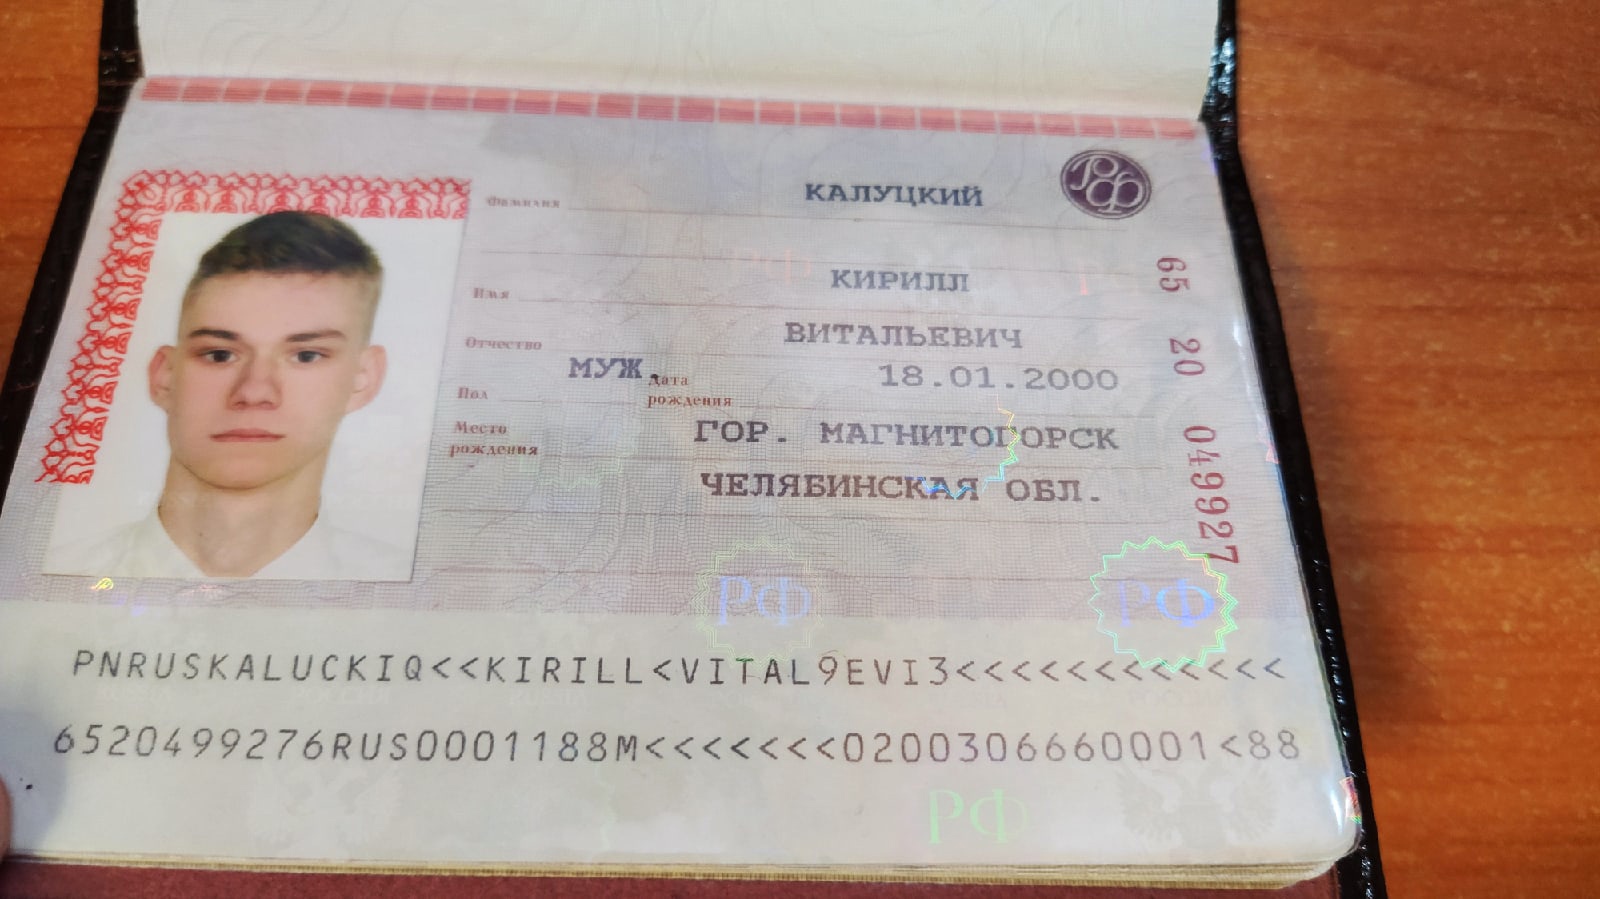 Фамилия КАЛУЦКИЙ
Имя КИРИЛЛ
Отчество ВИТАЛЬЕВИЧ
Пол МУЖ. Дата рождения 18.01.2000
Место рождения ГОР. МАГНИТОГОРСК
ЧЕЛЯБИНСКАЯ ОБЛ.
РФ
65 20 049927
РФ РФ
PNRUSKALUCKIQ<<KIRILL<VITAL9EVI3<<<<<<<<<<<<
6520499276RUS0001188M<<<<<<<0200306660001<88
РФ